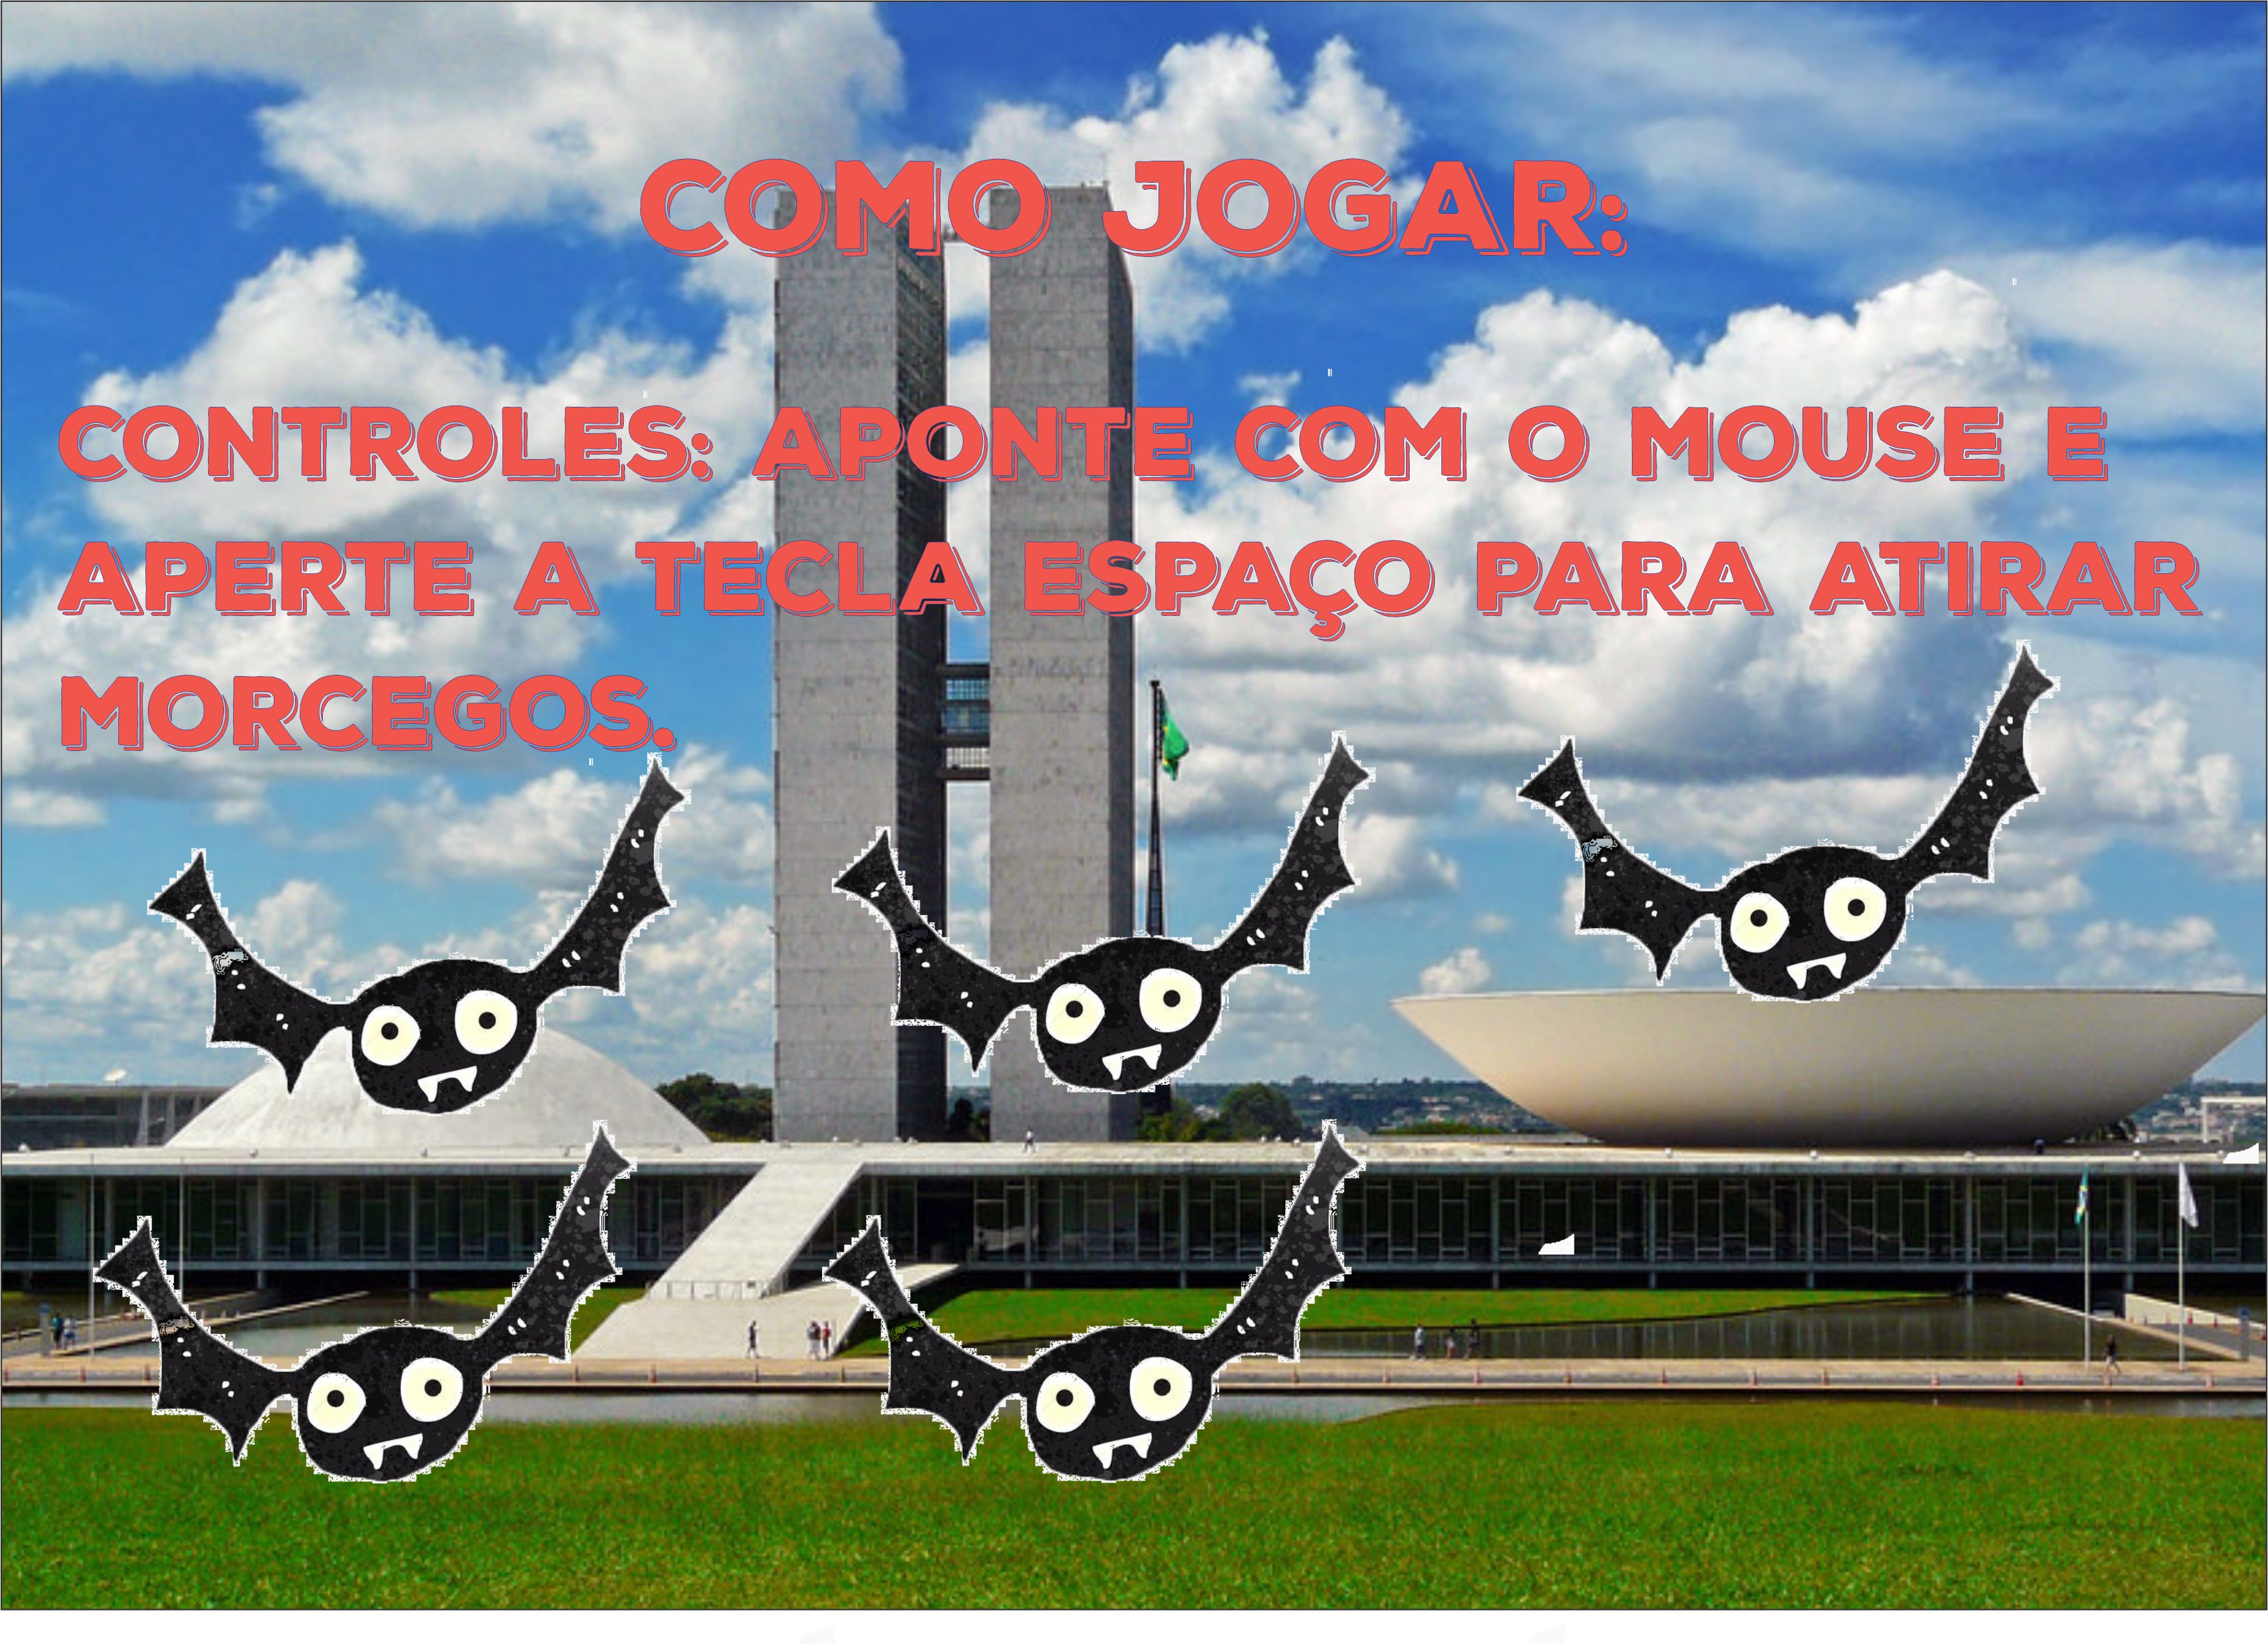 COMO JOGAR:
CONTROLES: APONTE COM O MOUSE E
APERTE A TECLA ESPAÇO PARA ATIRAR
MORCEGOS.